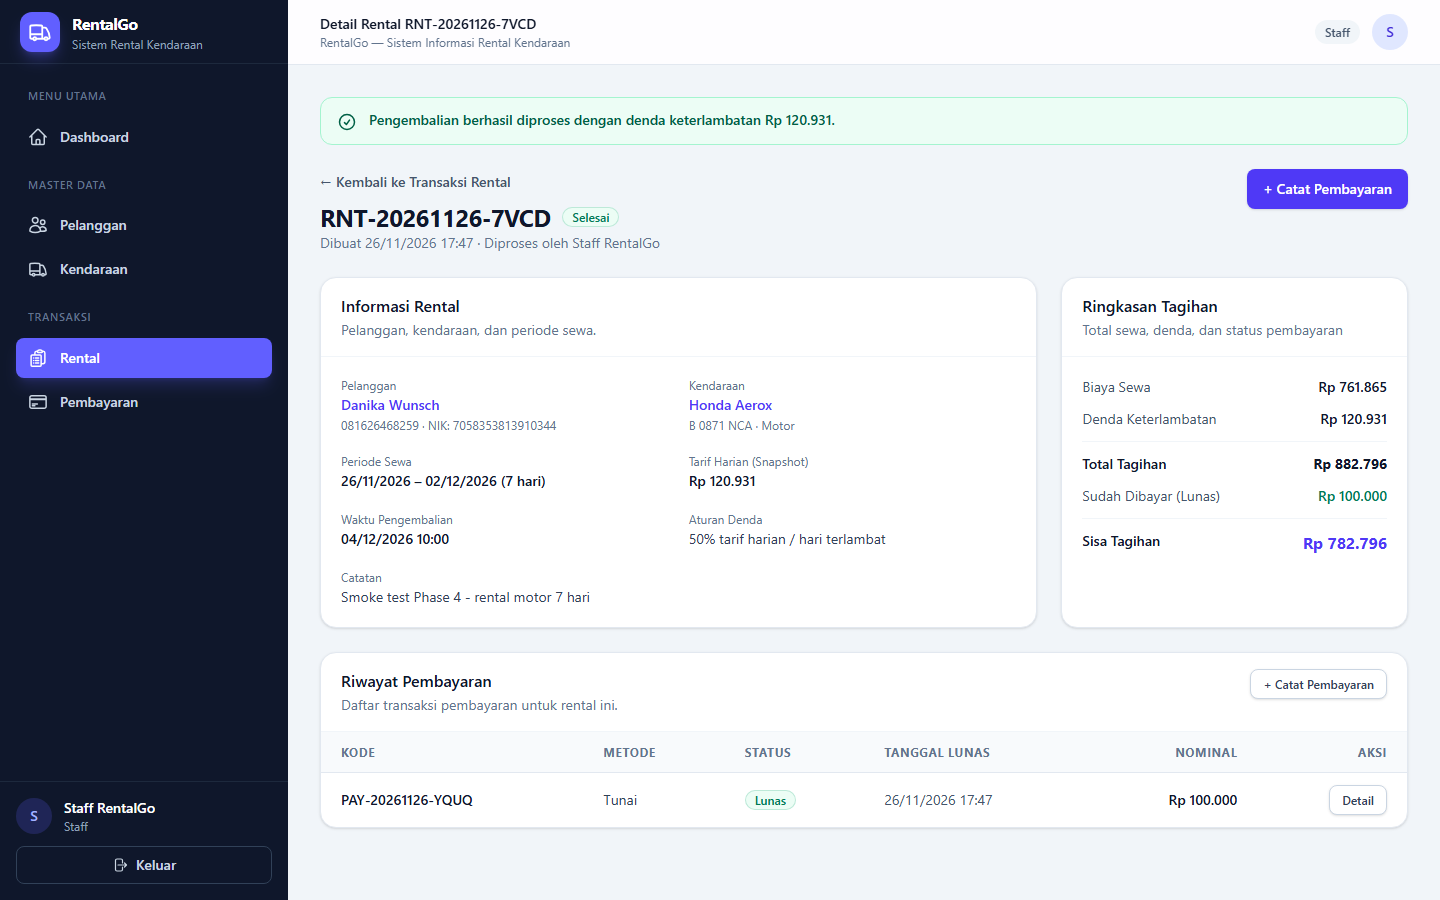 RentalGo
Sistem Rental Kendaraan
MENU UTAMA
Dashboard
MASTER DATA
Pelanggan
Kendaraan
TRANSAKSI
Rental
Pembayaran
S
Staff RentalGo
Staff
Keluar
Detail Rental RNT-20261126-7VCD
RentalGo — Sistem Informasi Rental Kendaraan
Staff
S
Pengembalian berhasil diproses dengan denda keterlambatan Rp 120.931.
← Kembali ke Transaksi Rental
+ Catat Pembayaran
RNT-20261126-7VCD Selesai
Dibuat 26/11/2026 17:47 · Diproses oleh Staff RentalGo
Informasi Rental
Pelanggan, kendaraan, dan periode sewa.
Pelanggan
Danika Wunsch
081626468259 · NIK: 7058353813910344
Kendaraan
Honda Aerox
B 0871 NCA · Motor
Periode Sewa
26/11/2026 – 02/12/2026 (7 hari)
Tarif Harian (Snapshot)
Rp 120.931
Waktu Pengembalian
04/12/2026 10:00
Aturan Denda
50% tarif harian / hari terlambat
Catatan
Smoke test Phase 4 - rental motor 7 hari
Ringkasan Tagihan
Total sewa, denda, dan status pembayaran
Biaya Sewa Rp 761.865
Denda Keterlambatan Rp 120.931
Total Tagihan Rp 882.796
Sudah Dibayar (Lunas) Rp 100.000
Sisa Tagihan Rp 782.796
Riwayat Pembayaran
Daftar transaksi pembayaran untuk rental ini.
+ Catat Pembayaran
KODE METODE STATUS TANGGAL LUNAS NOMINAL AKSI
PAY-20261126-YQUQ Tunai Lunas 26/11/2026 17:47 Rp 100.000 Detail